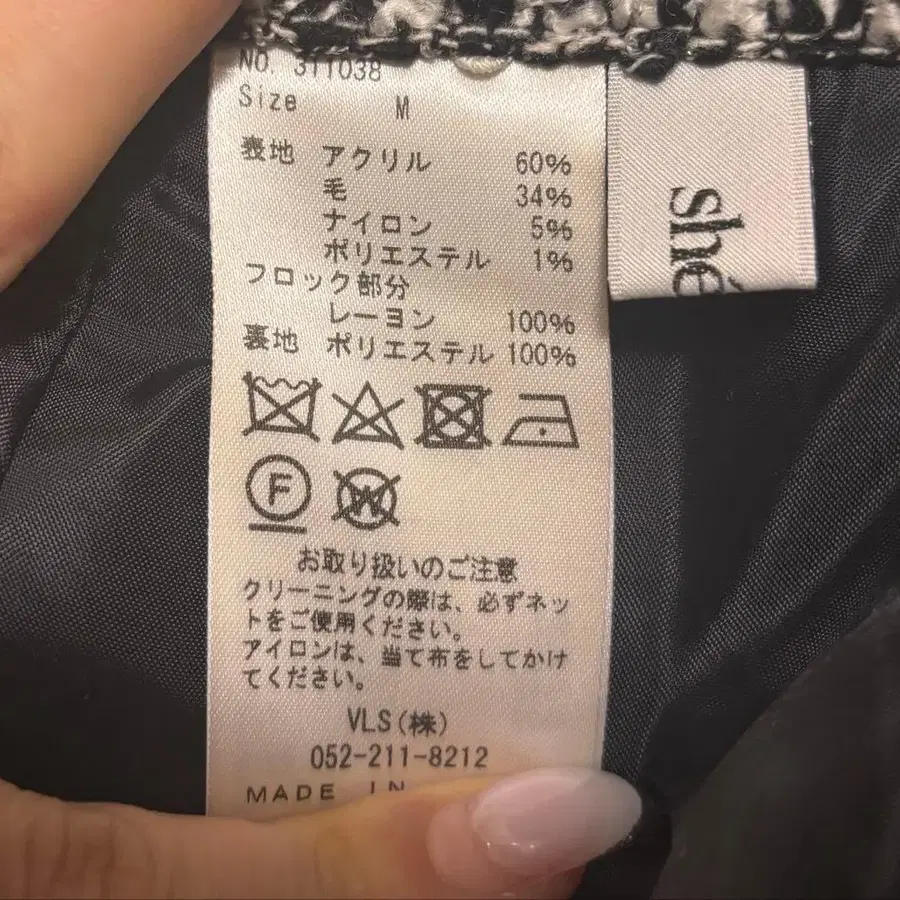 NO. 311038
Size M
表地 アクリル 60%
毛 34%
ナイロン 5%
ポリエステル 1%
フロック部分
レーヨン 100%
裏地 ポリエステル 100%
F
W
お取り扱いのご注意
クリーニングの際は、必ずネッ
トをご使用ください。
アイロンは、当て布をしてかけ
てください。
VLS(株)
052-211-8212
MADE IN
shé